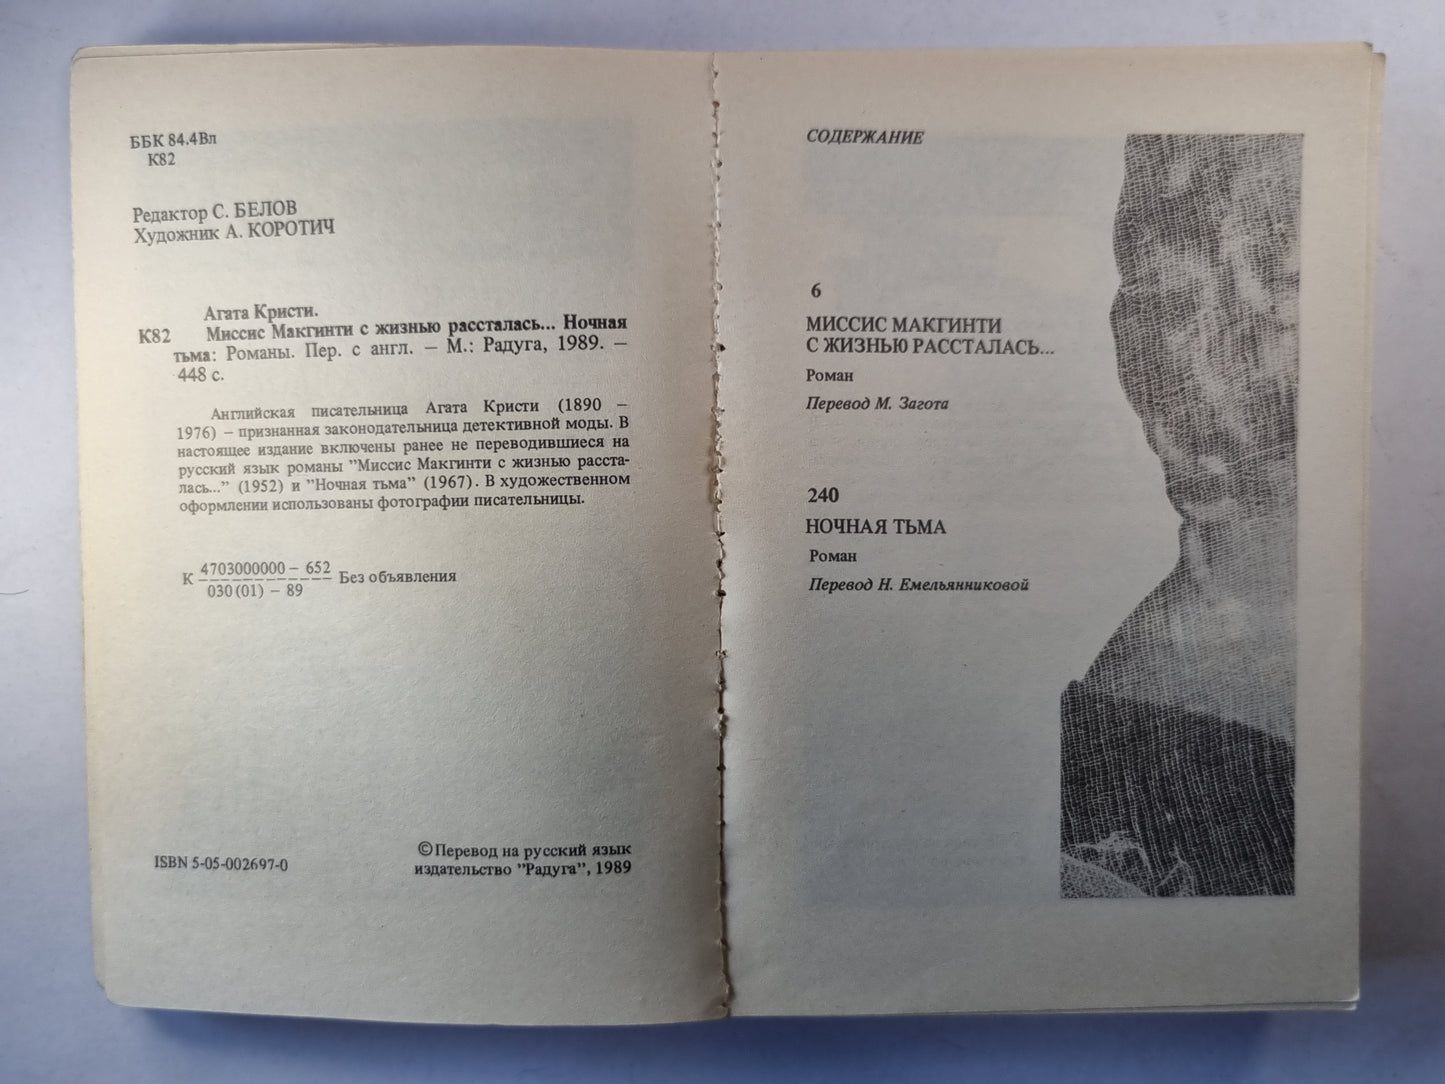 ББК 84.4Вл
К82
Редактор С. БЕЛОВ
Художник А. КОРОТИЧ
Агата Кристи.
К82 Миссис Макгинти с жизнью рассталась... Ночная
тьма: Романы. Пер. с англ. – М.: Радуга, 1989. –
448 с.
Английская писательница Агата Кристи (1890 –
1976) – признанная законодательница детективной моды. В
настоящее издание включены ранее не переводившиеся на
русский язык романы ”Миссис Макгинти с жизнью расста-
лась...” (1952) и ”Ночная тьма” (1967). В художественном
оформлении использованы фотографии писательницы.
К 4703000000 – 652
030(01) – 89 Без объявления
ISBN 5-05-002697-0
© Перевод на русский язык
издательство ”Радуга”, 1989
СОДЕРЖАНИЕ
6
МИССИС МАКГИНТИ
С ЖИЗНЬЮ РАССТАЛАСЬ...
Роман
Перевод М. Загота
240
НОЧНАЯ ТЬМА
Роман
Перевод Н. Емельянниковой